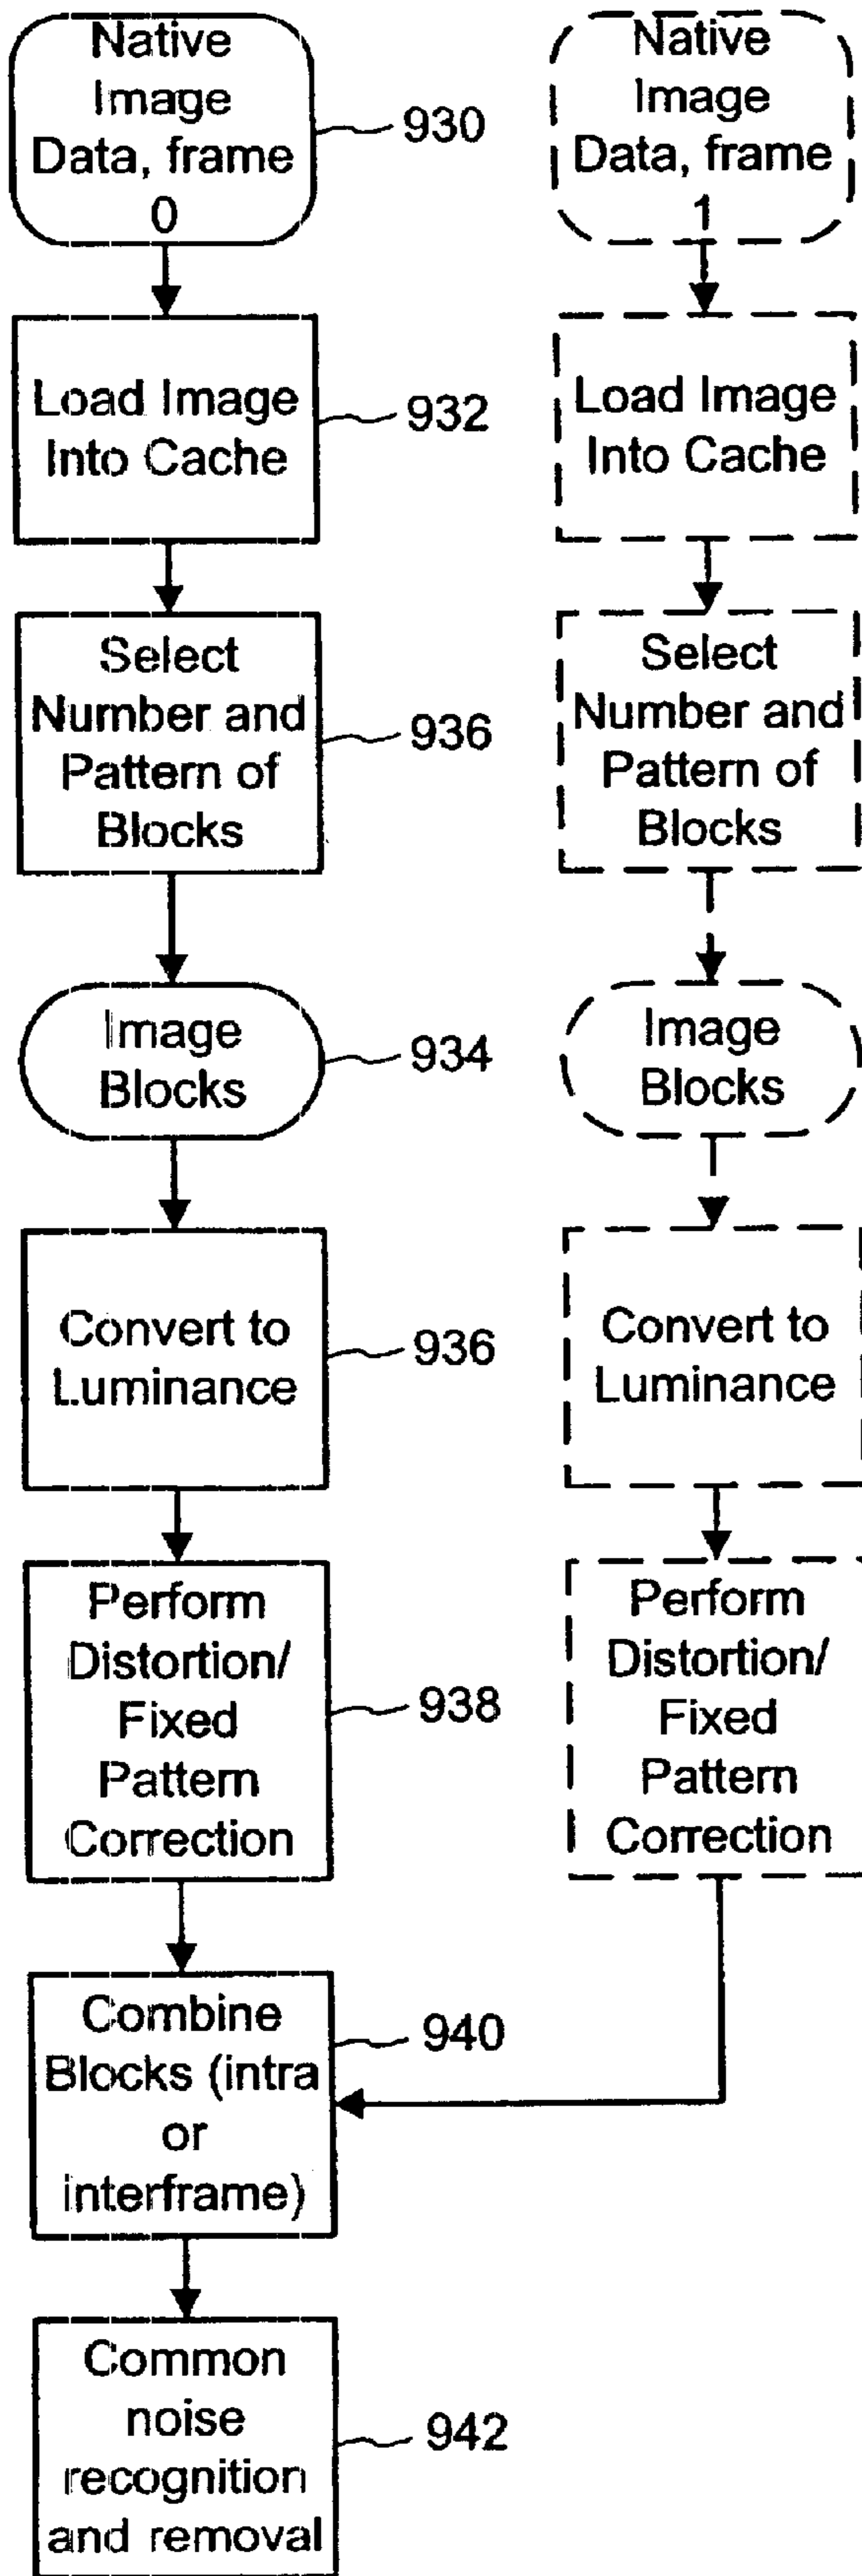 Native
Image
Data, frame
0
930
Load Image
Into Cache
932
Select
Number and
Pattern of
Blocks
936
Image
Blocks
934
Convert to
Luminance
936
Perform
Distortion/
Fixed
Pattern
Correction
938
Combine
Blocks (intra
or
interframe)
940
Common
noise
recognition
and removal
942
Native
Image
Data, frame
1
Load Image
Into Cache
Select
Number and
Pattern of
Blocks
Image
Blocks
Convert to
Luminance
Perform
Distortion/
Fixed
Pattern
Correction